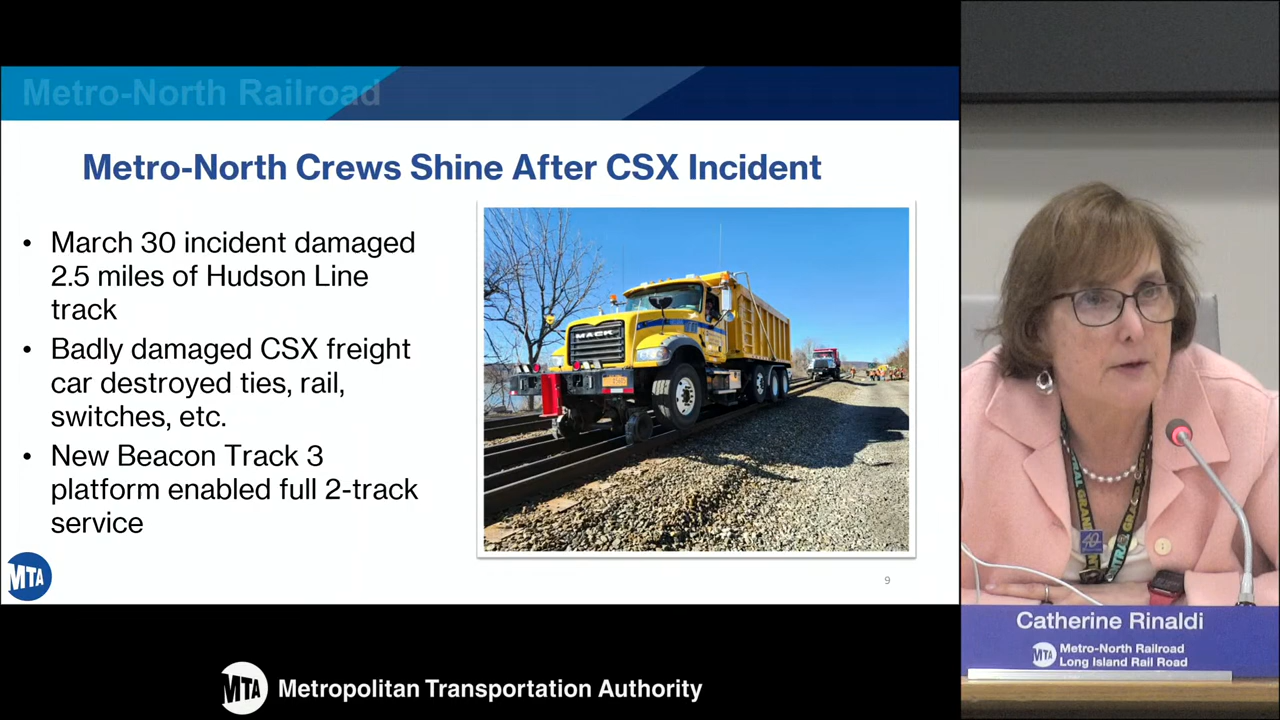 Metro-North Railroad
Metro-North Crews Shine After CSX Incident
• March 30 incident damaged
2.5 miles of Hudson Line
track
• Badly damaged CSX freight
car destroyed ties, rail,
switches, etc.
• New Beacon Track 3
platform enabled full 2-track
service
MACK
MTA
9
Catherine Rinaldi
MTA
Metro-North Railroad
Long Island Rail Road
MTA Metropolitan Transportation Authority